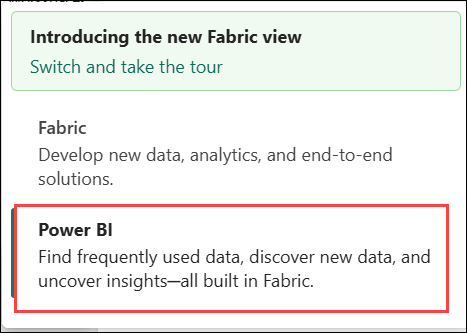 Introducing the new Fabric view
Switch and take the tour
Fabric
Develop new data, analytics, and end-to-end
solutions.
Power BI
Find frequently used data, discover new data, and
uncover insights—all built in Fabric.